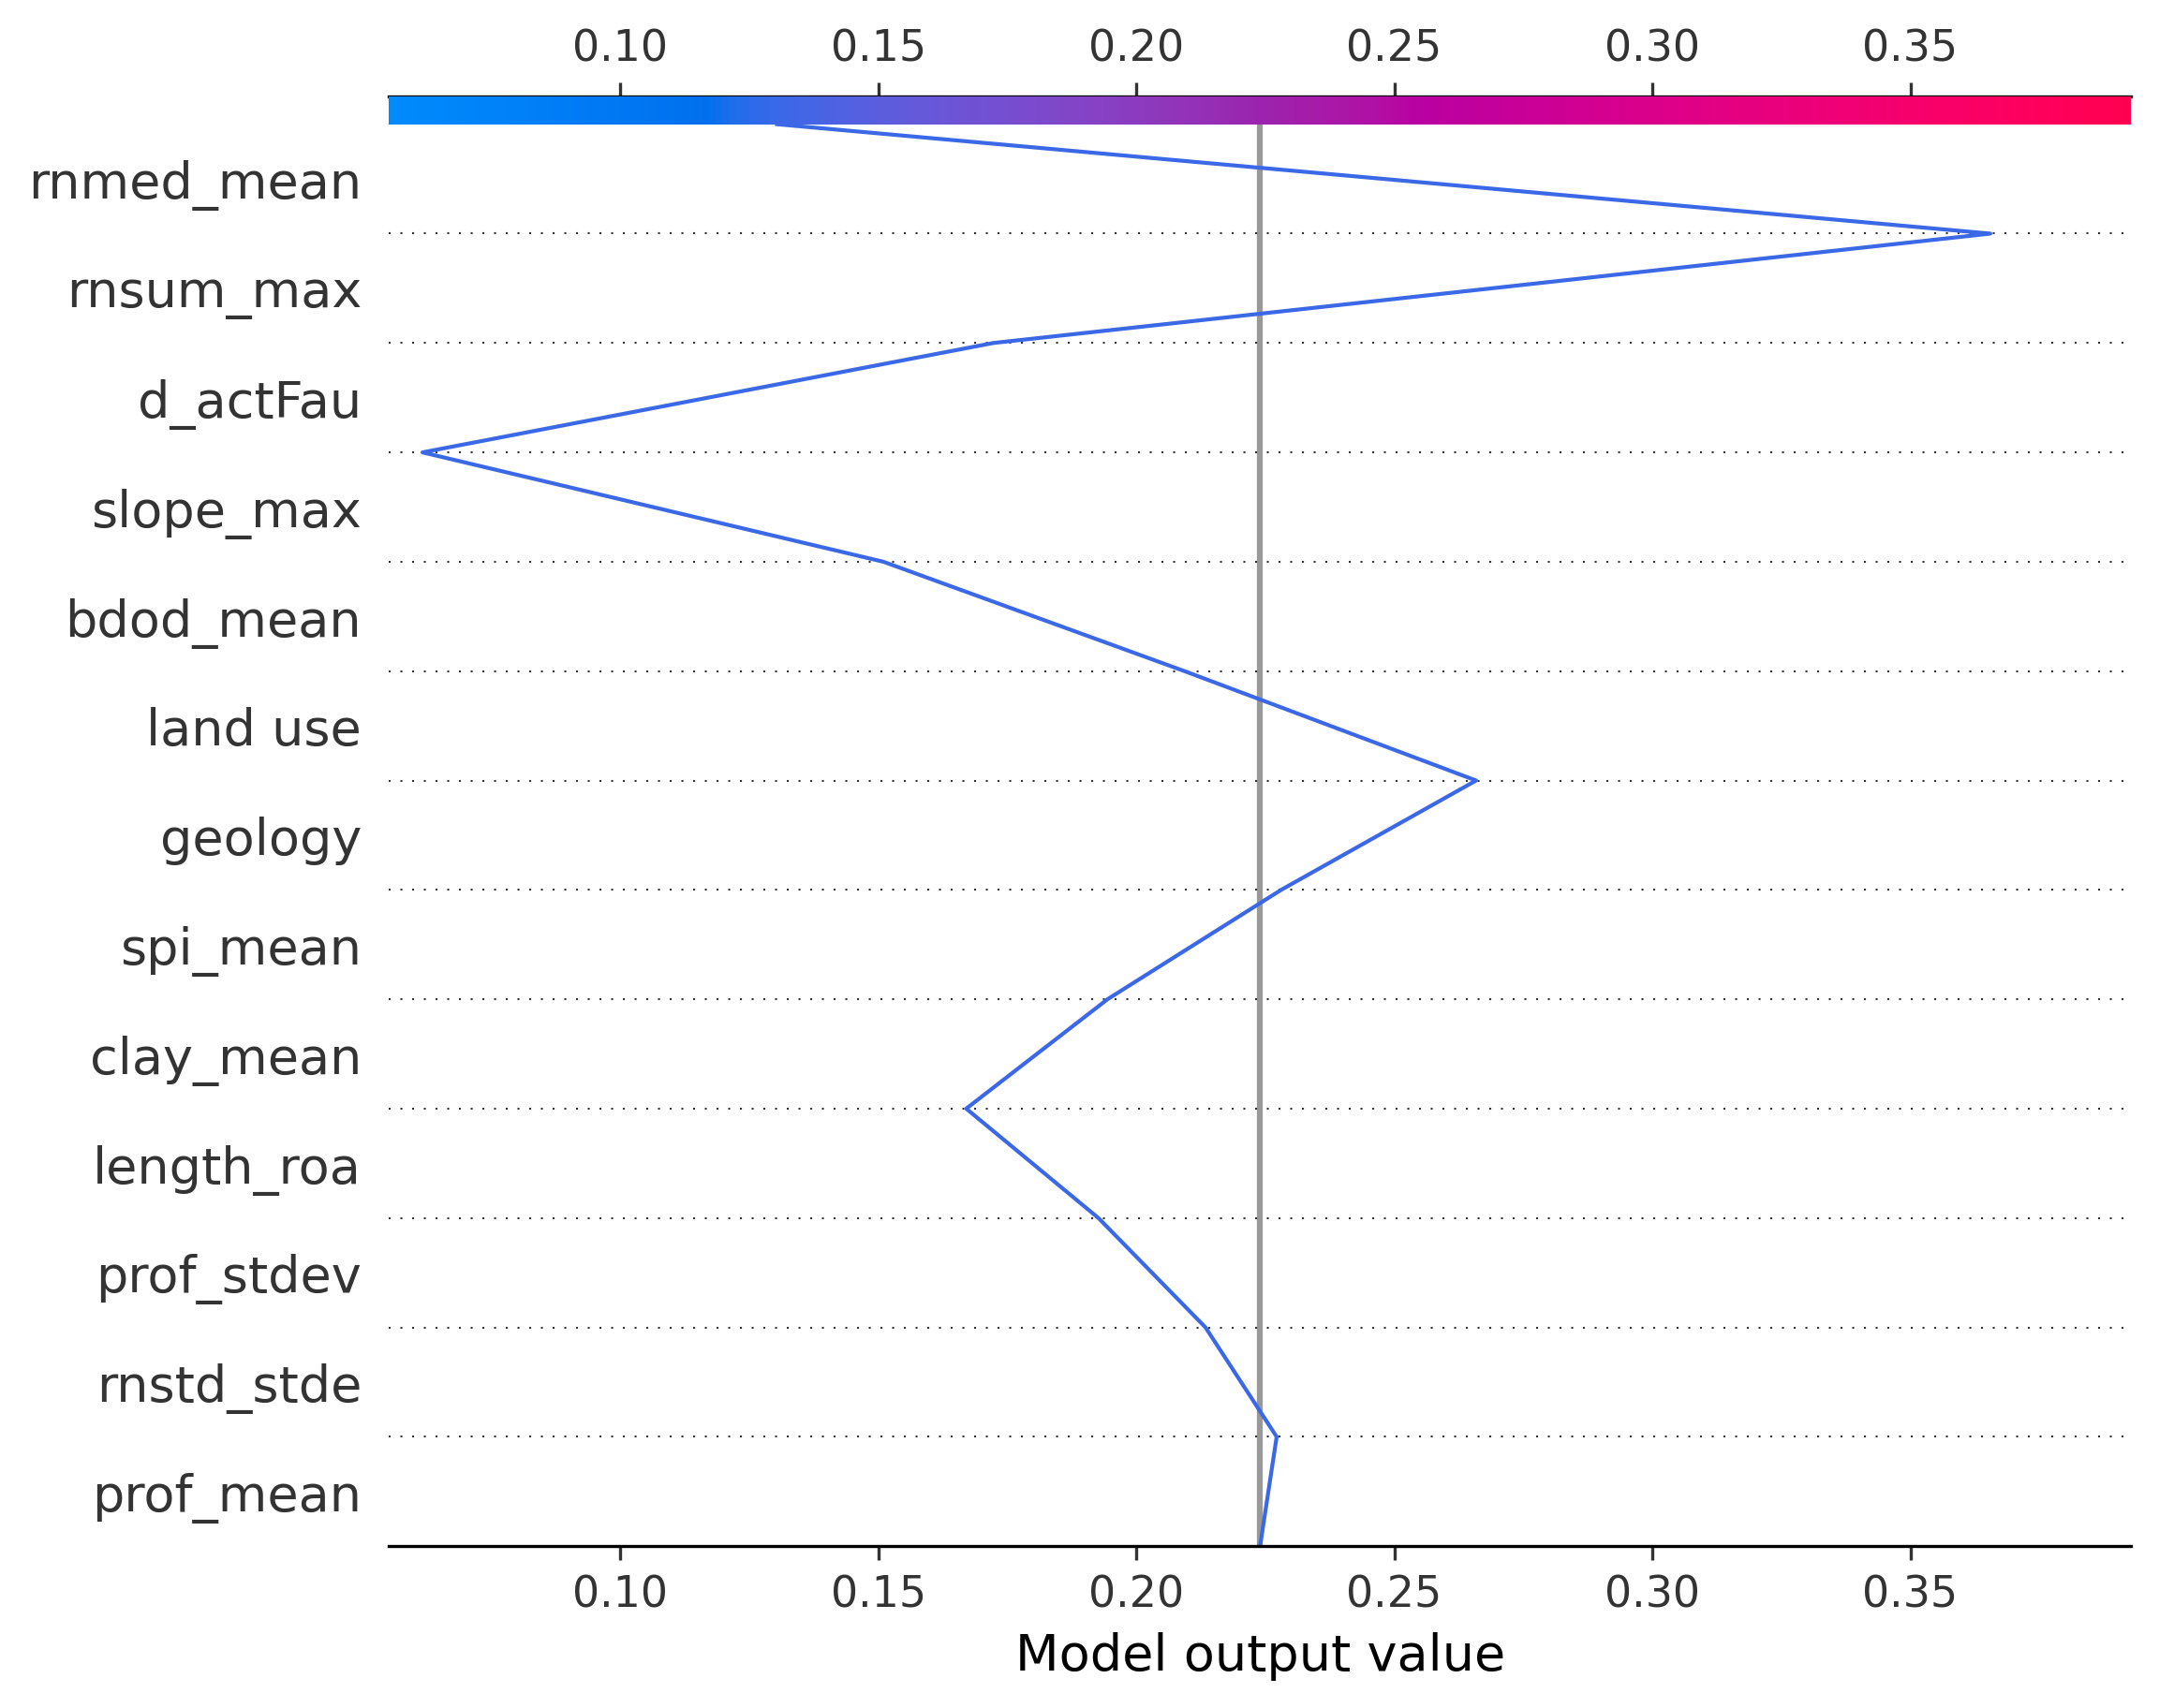 0.10 0.15 0.20 0.25 0.30 0.35
rnmed_mean
rnsum_max
d_actFau
slope_max
bdod_mean
land use
geology
spi_mean
clay_mean
length_roa
prof_stdev
rnstd_stde
prof_mean
0.10 0.15 0.20 0.25 0.30 0.35
Model output value